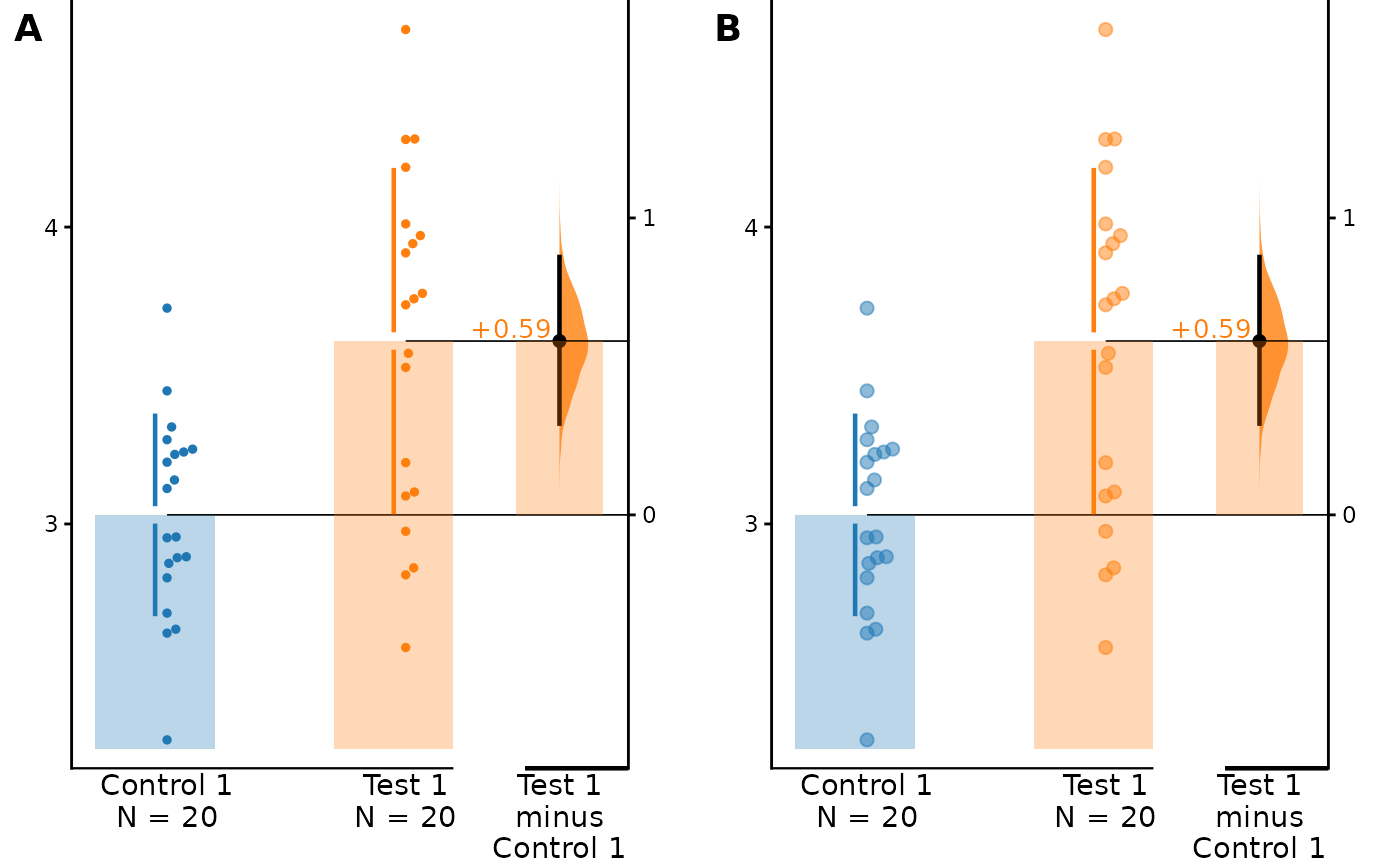 A
4
3
+0.59
1
0
Control 1
N = 20
Test 1
N = 20
Test 1
minus
Control 1
B
4
3
+0.59
1
0
Control 1
N = 20
Test 1
N = 20
Test 1
minus
Control 1